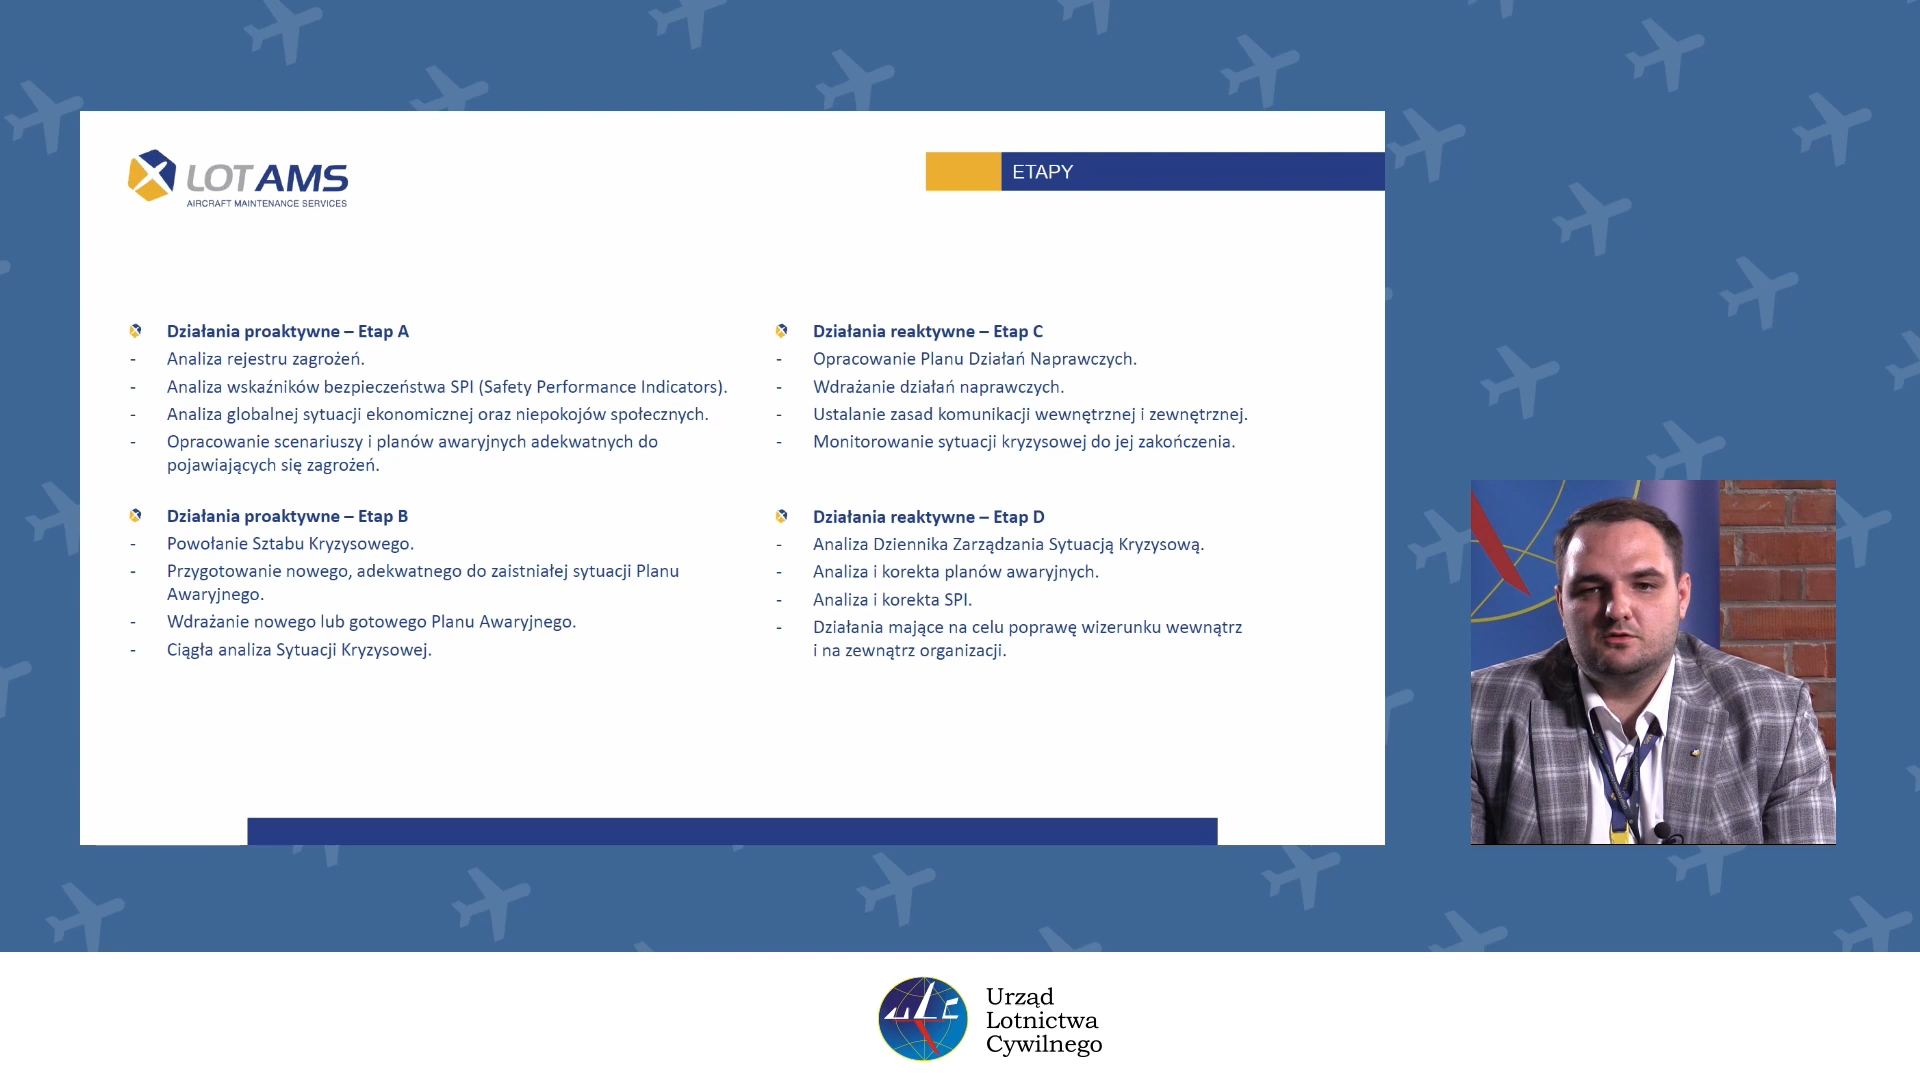 LOTAMS
AIRCRAFT MAINTENANCE SERVICES
ETAPY
Działania proaktywne – Etap A
- Analiza rejestru zagrożeń.
- Analiza wskaźników bezpieczeństwa SPI (Safety Performance Indicators).
- Analiza globalnej sytuacji ekonomicznej oraz niepokojów społecznych.
- Opracowanie scenariuszy i planów awaryjnych adekwatnych do
pojawiających się zagrożeń.
Działania proaktywne – Etap B
- Powołanie Sztabu Kryzysowego.
- Przygotowanie nowego, adekwatnego do zaistniałej sytuacji Planu
Awaryjnego.
- Wdrażanie nowego lub gotowego Planu Awaryjnego.
- Ciągła analiza Sytuacji Kryzysowej.
Działania reaktywne – Etap C
- Opracowanie Planu Działań Naprawczych.
- Wdrażanie działań naprawczych.
- Ustalanie zasad komunikacji wewnętrznej i zewnętrznej.
- Monitorowanie sytuacji kryzysowej do jej zakończenia.
Działania reaktywne – Etap D
- Analiza Dziennika Zarządzania Sytuacją Kryzysową.
- Analiza i korekta planów awaryjnych.
- Analiza i korekta SPI.
- Działania mające na celu poprawę wizerunku wewnątrz
i na zewnątrz organizacji.
ULC
Urząd
Lotnictwa
Cywilnego